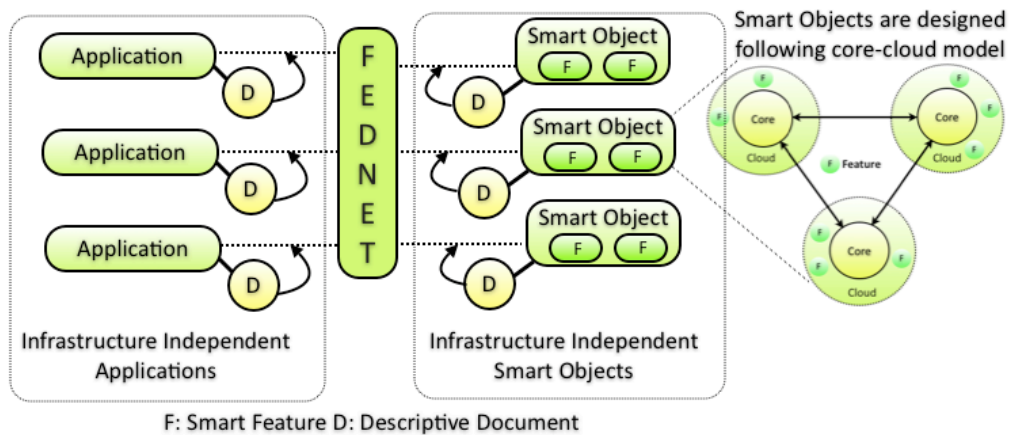 Application
D
Application
D
Application
D
Infrastructure Independent
Applications
F
E
D
N
E
T
Smart Object
F F
D
Smart Object
F F
D
Smart Object
F F
D
Infrastructure Independent
Smart Objects
Smart Objects are designed
following core-cloud model
F
F
Core
Cloud
F
F
Core
F
Cloud
F Feature
F
Core
F
F
Cloud
F: Smart Feature D: Descriptive Document